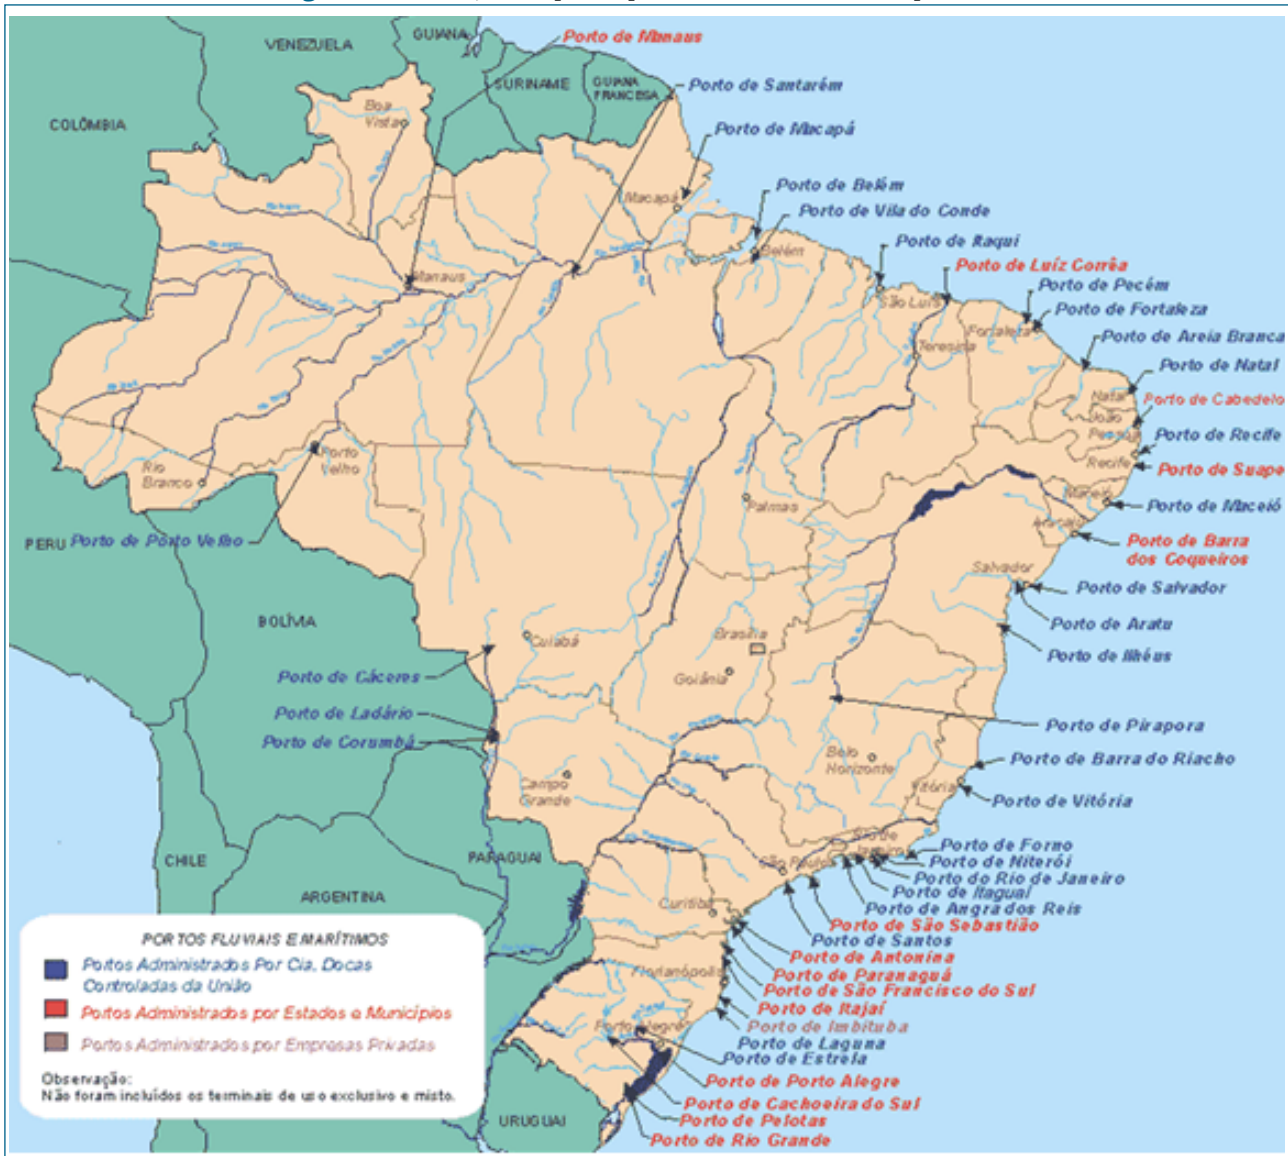 VENEZUELA
GUIANA
Porto de Manaus
SURINAME
GUIANA
FRANCESA
Porto de Santarém
COLÔMBIA
Boa
Vista
Porto de Macapá
Macapá
Porto de Belém
Porto de Vila do Conde
Belém
Porto de Itaqui
Manaus
Porto de Luíz Corrêa
São Luís
Porto de Pecém
Porto de Fortaleza
Fortaleza
Porto de Areia Branca
Teresina
Porto de Natal
Natal
Porto de Cabedelo
João
Pessoa
Porto de Recife
Recife
Porto de Suape
Porto
Velho
Rio
Branco
Palmas
Maceió
Porto de Maceió
Aracaju
PERU
Porto de Pôrto Velho
Porto de Barra
dos Coqueiros
Salvador
Porto de Salvador
BOLÍVIA
Porto de Aratu
Cuiabá
Brasília
Porto de Ilhéus
Porto de Cáceres
Goiânia
Porto de Ladário
Porto de Pirapora
Porto de Corumbá
Belo
Horizonte
Porto de Barra do Riacho
Campo
Grande
Vitória
Porto de Vitória
Rio de
Janeiro
Porto de Forno
CHILE
PARAGUAI
São Paulo
Porto de Niterói
Porto do Rio de Janeiro
Porto de Itaguaí
ARGENTINA
Curitiba
Porto de Angra dos Reis
Porto de São Sebastião
Porto de Santos
Porto de Antonina
Porto de Paranaguá
Florianópolis
Porto de São Francisco do Sul
Porto de Itajaí
Porto Alegre
Porto de Imbituba
Porto de Laguna
Porto de Estrela
Porto de Porto Alegre
Porto de Cachoeira do Sul
URUGUAI
Porto de Pelotas
Porto de Rio Grande
PORTOS FLUVIAIS E MARÍTIMOS
Portos Administrados Por Cia. Docas
Controladas da União
Portos Administrados por Estados e Municípios
Portos Administrados por Empresas Privadas
Observação:
Não foram incluídos os terminais de uso exclusivo e misto.